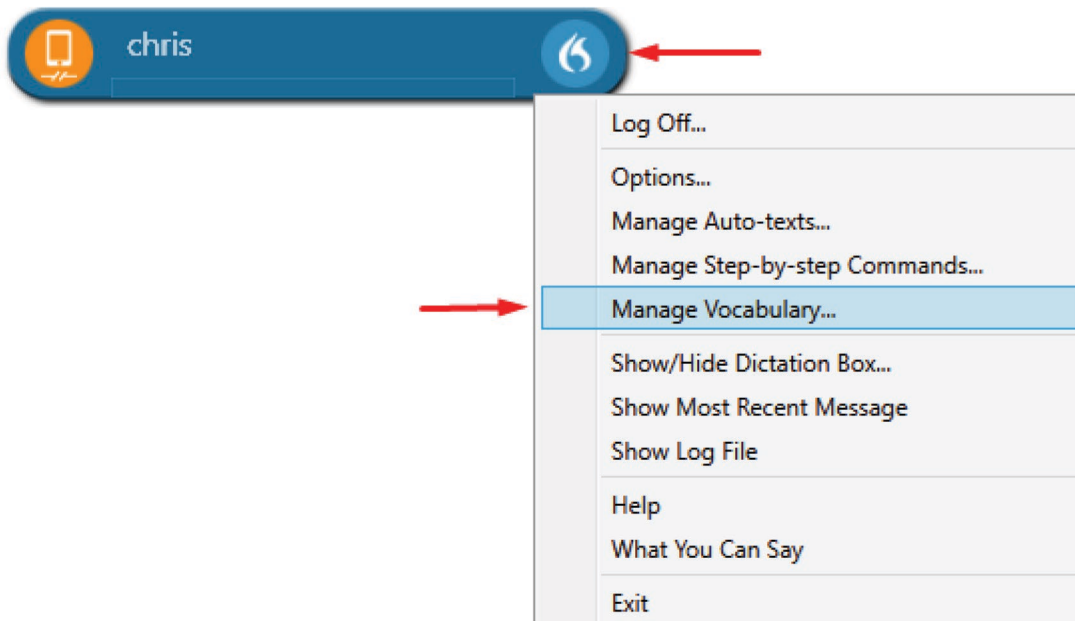 chris
Log Off...
Options...
Manage Auto-texts...
Manage Step-by-step Commands...
Manage Vocabulary...
Show/Hide Dictation Box...
Show Most Recent Message
Show Log File
Help
What You Can Say
Exit